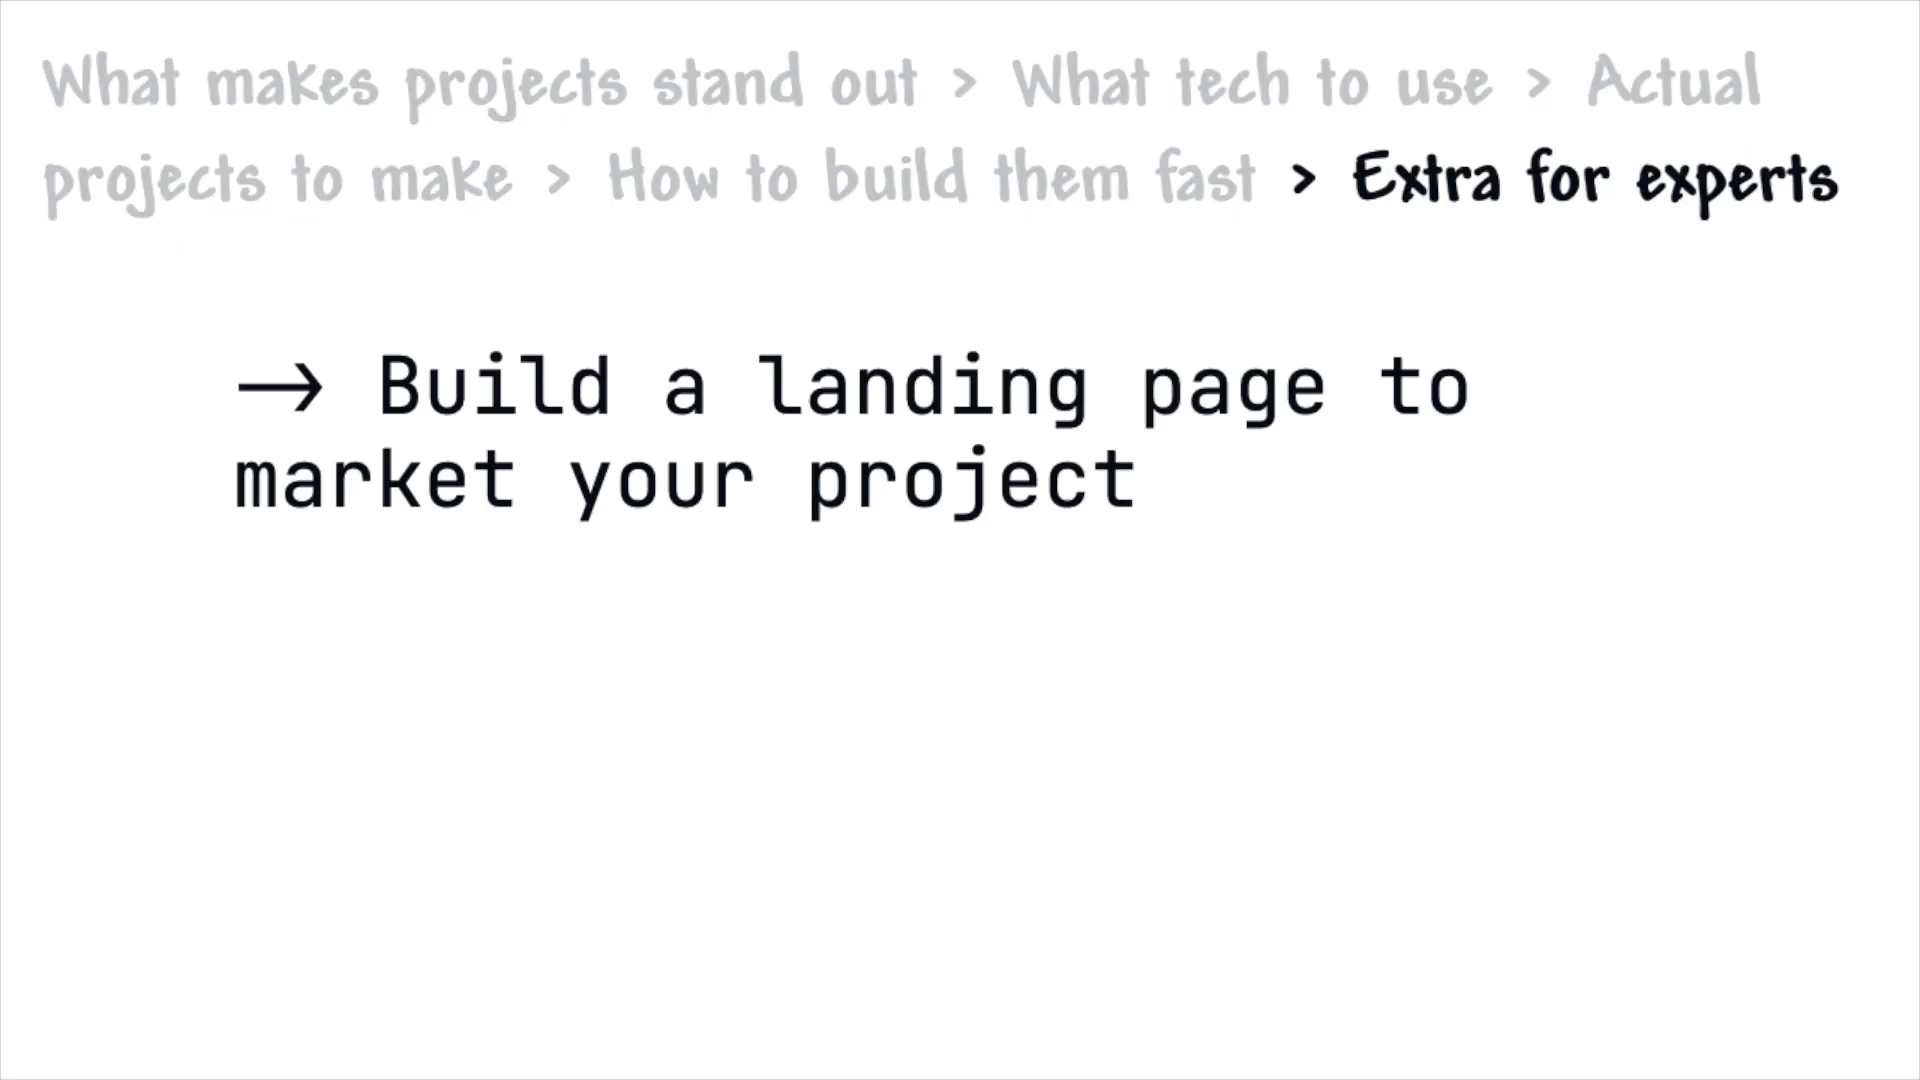 What makes projects stand out > What tech to use > Actual
projects to make > How to build them fast > Extra for experts
→ Build a landing page to
market your project